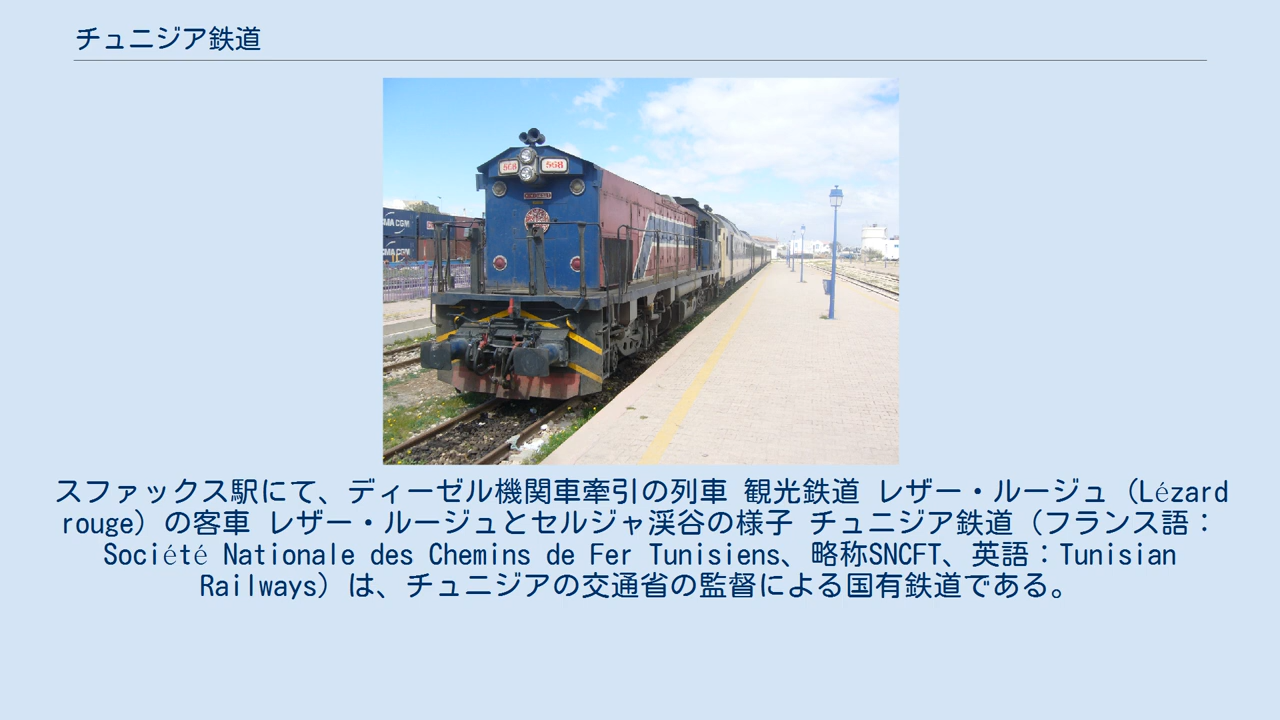 チュニジア鉄道
568
568
CMA CGM
CMA CGM
スファックス駅にて、ディーゼル機関車牽引の列車 観光鉄道 レザー・ルージュ（Lézard
rouge）の客車 レザー・ルージュとセルジャ渓谷の様子 チュニジア鉄道（フランス語：
Société Nationale des Chemins de Fer Tunisiens、略称SNCFT、英語：Tunisian
Railways）は、チュニジアの交通省の監督による国有鉄道である。